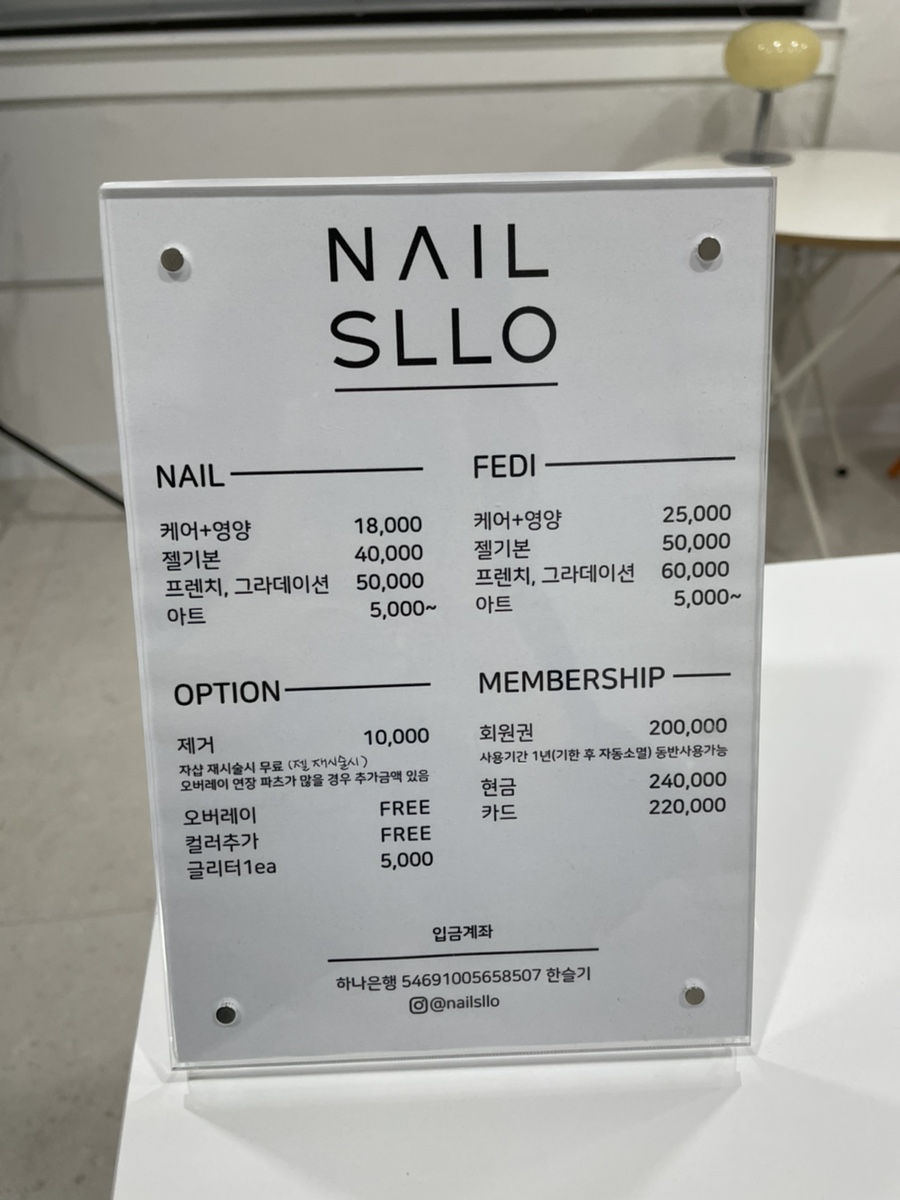 NAIL
SLLO
NAIL
케어+영양 18,000
젤기본 40,000
프렌치, 그라데이션 50,000
아트 5,000~
FEDI
케어+영양 25,000
젤기본 50,000
프렌치, 그라데이션 60,000
아트 5,000~
OPTION
제거 10,000
자샵 재시술시 무료 (젤 재시술시)
오버레이 연장 파츠가 많을 경우 추가금액 있음
오버레이 FREE
컬러추가 FREE
글리터1ea 5,000
MEMBERSHIP
회원권 200,000
사용기간 1년(기한 후 자동소멸) 동반사용가능
현금 240,000
카드 220,000
입금계좌
하나은행 54691005658507 한슬기
@nailsllo